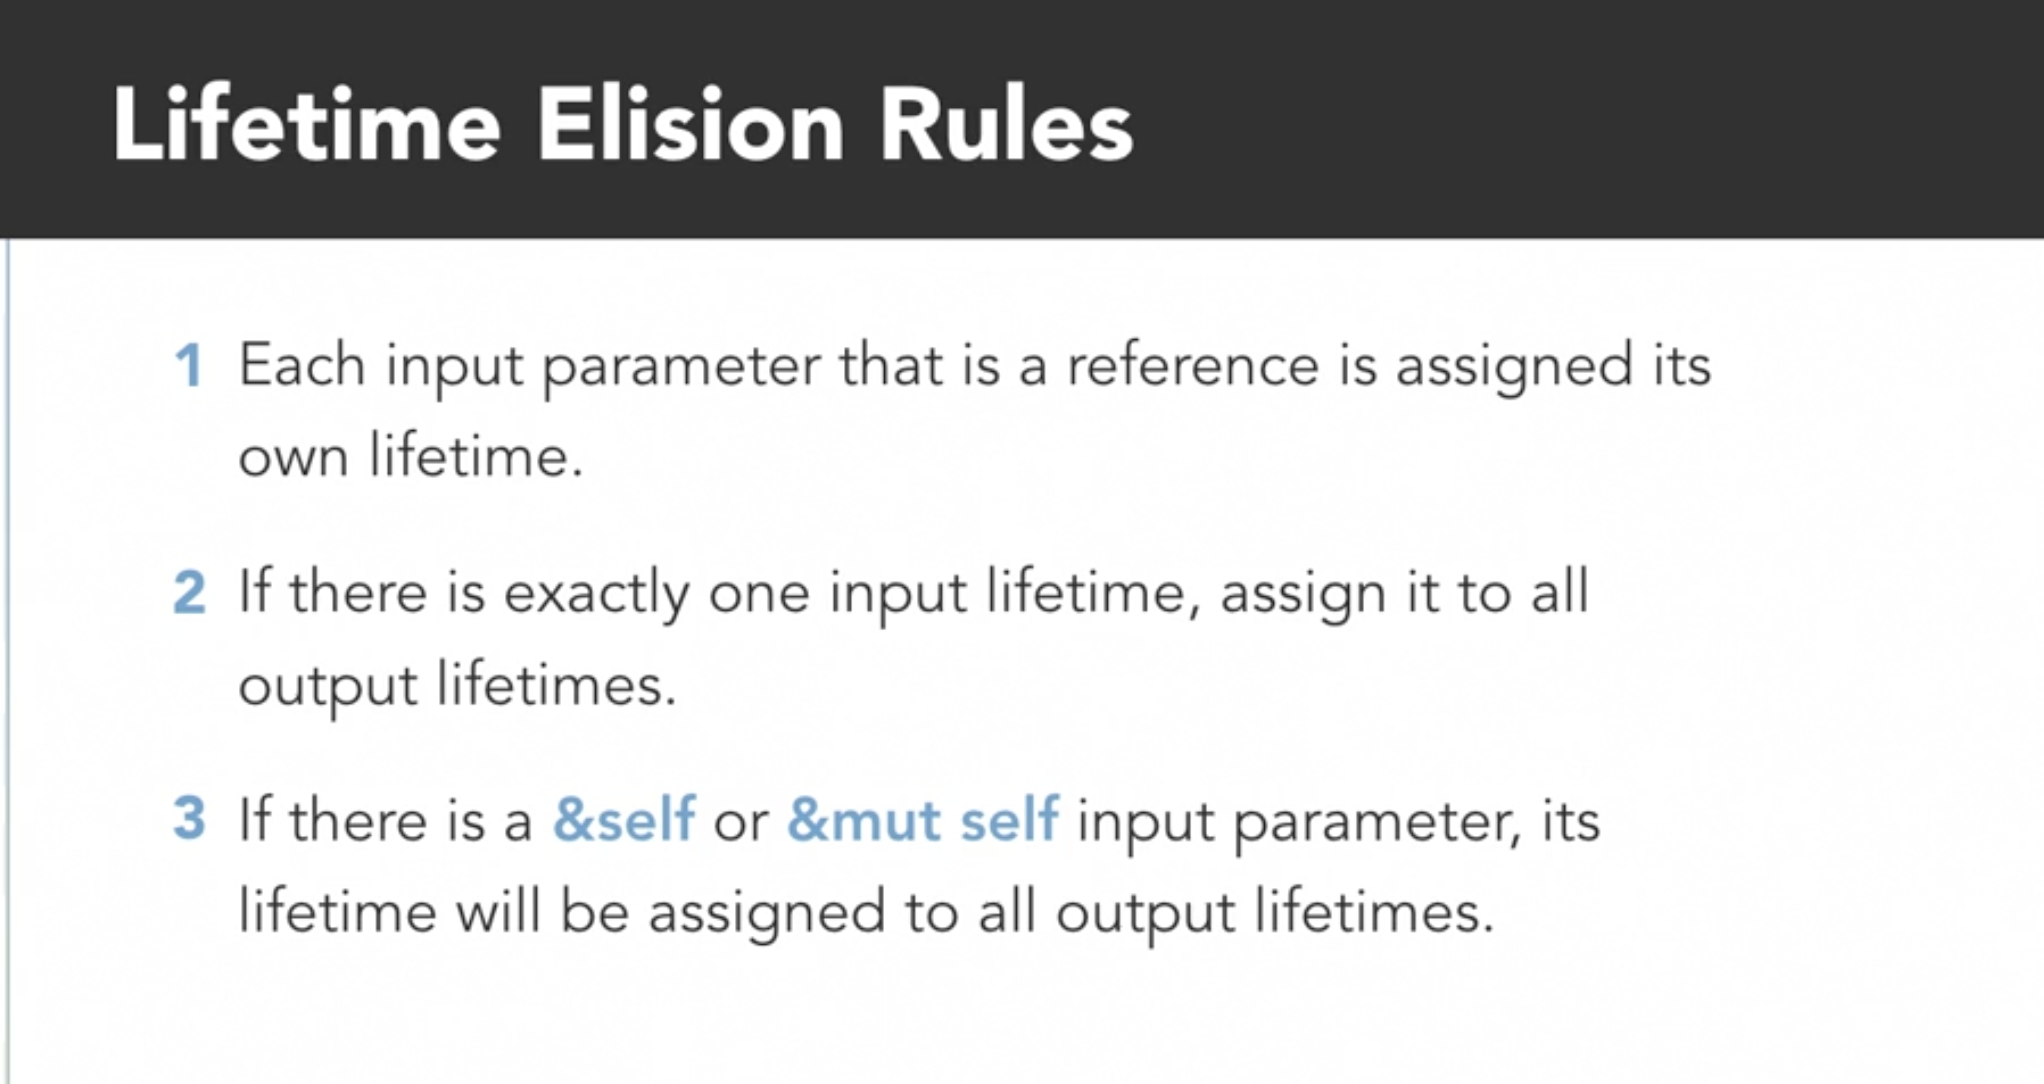 Lifetime Elision Rules
1 Each input parameter that is a reference is assigned its
own lifetime.
2 If there is exactly one input lifetime, assign it to all
output lifetimes.
3 If there is a &self or &mut self input parameter, its
lifetime will be assigned to all output lifetimes.